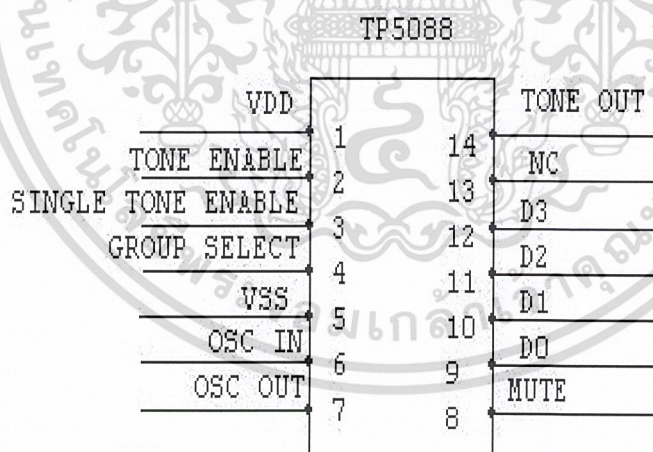 TP5088
VDD 1
TONE ENABLE 2
SINGLE TONE ENABLE 3
GROUP SELECT 4
VSS 5
OSC IN 6
OSC OUT 7
14 TONE OUT
13 NC
12 D3
11 D2
10 D1
9 D0
8 MUTE